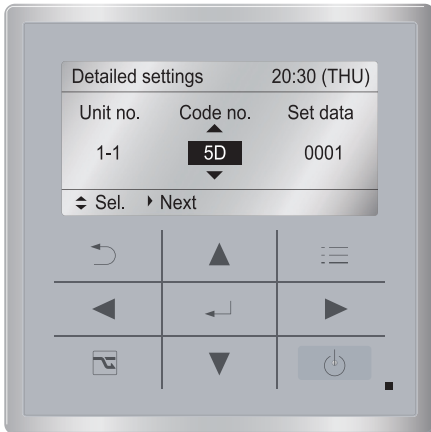 Detailed settings 20:30 (THU)
Unit no. Code no. Set data
1-1 5D 0001
Sel. Next